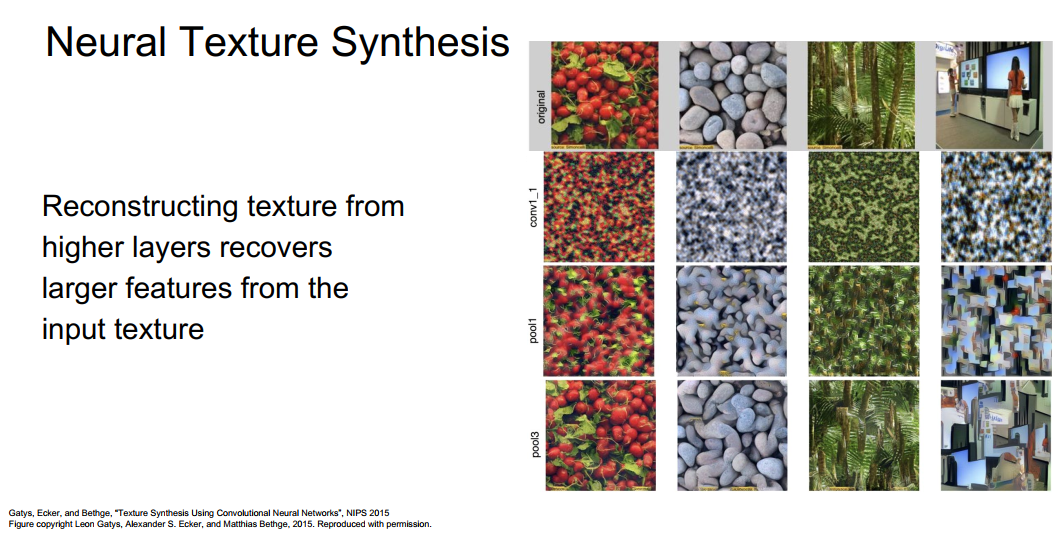 Neural Texture Synthesis
Reconstructing texture from
higher layers recovers
larger features from the
input texture
original
conv1_1
pool1
pool3
Gatys, Ecker, and Bethge, "Texture Synthesis Using Convolutional Neural Networks", NIPS 2015
Figure copyright Leon Gatys, Alexander S. Ecker, and Matthias Bethge, 2015. Reproduced with permission.